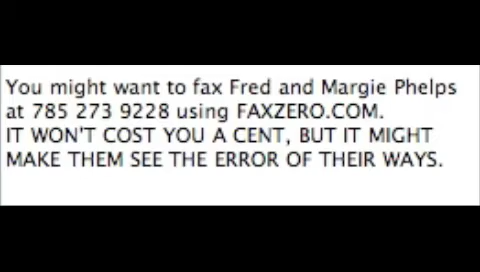 You might want to fax Fred and Margie Phelps
at 785 273 9228 using FAXZERO.COM.
IT WON'T COST YOU A CENT, BUT IT MIGHT
MAKE THEM SEE THE ERROR OF THEIR WAYS.